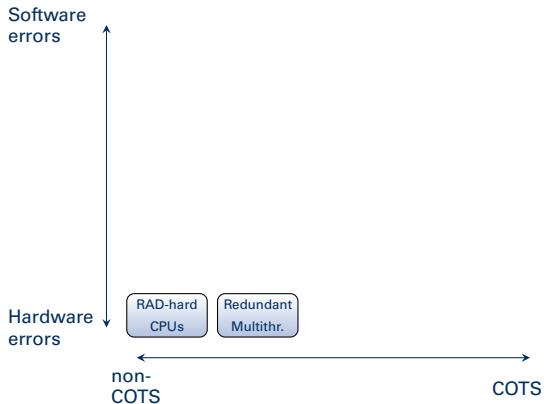 Software
errors
RAD-hard
CPUs
Redundant
Multithr.
Hardware
errors
non-
COTS
COTS